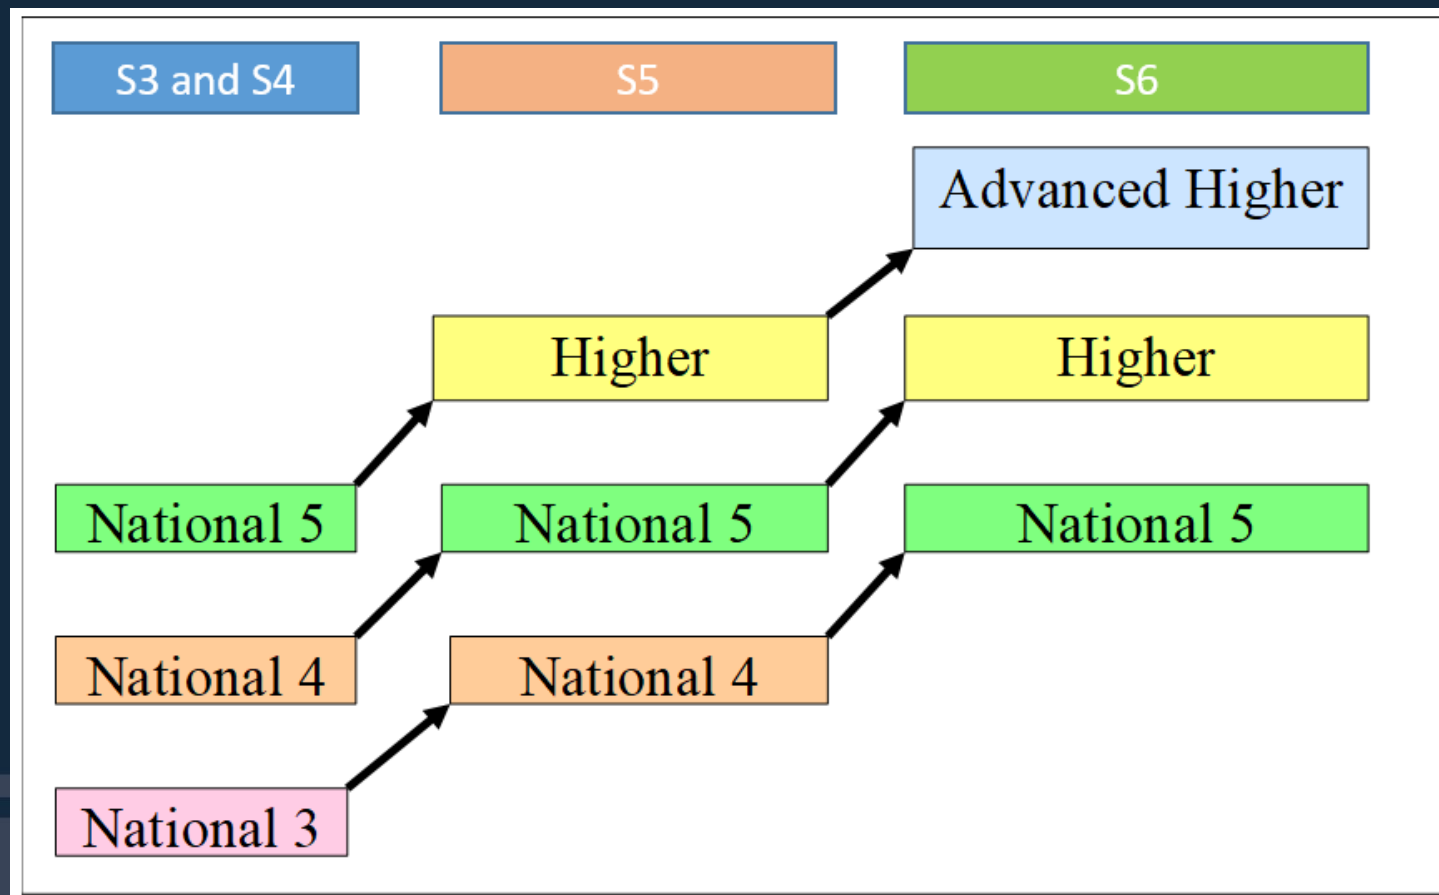 S3 and S4
S5
S6
Advanced Higher
Higher
Higher
National 5
National 5
National 5
National 4
National 4
National 3